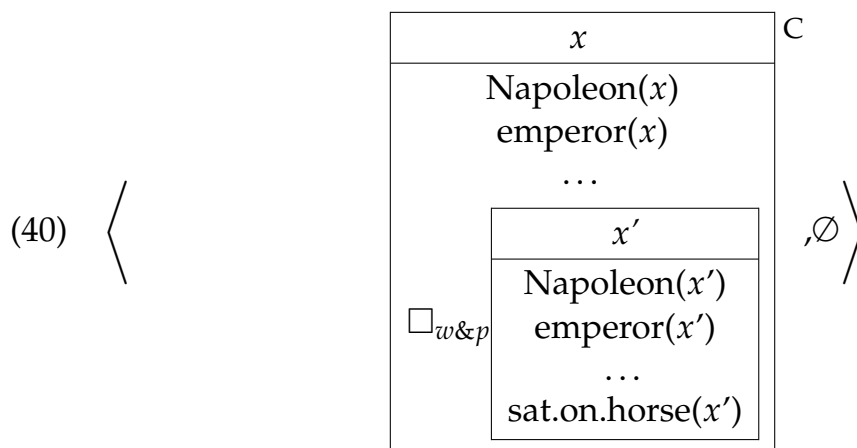 x C
Napoleon(x)
emperor(x)
…
(40) ⟨ ,∅⟩
x'
□w&p Napoleon(x')
emperor(x')
…
sat.on.horse(x')